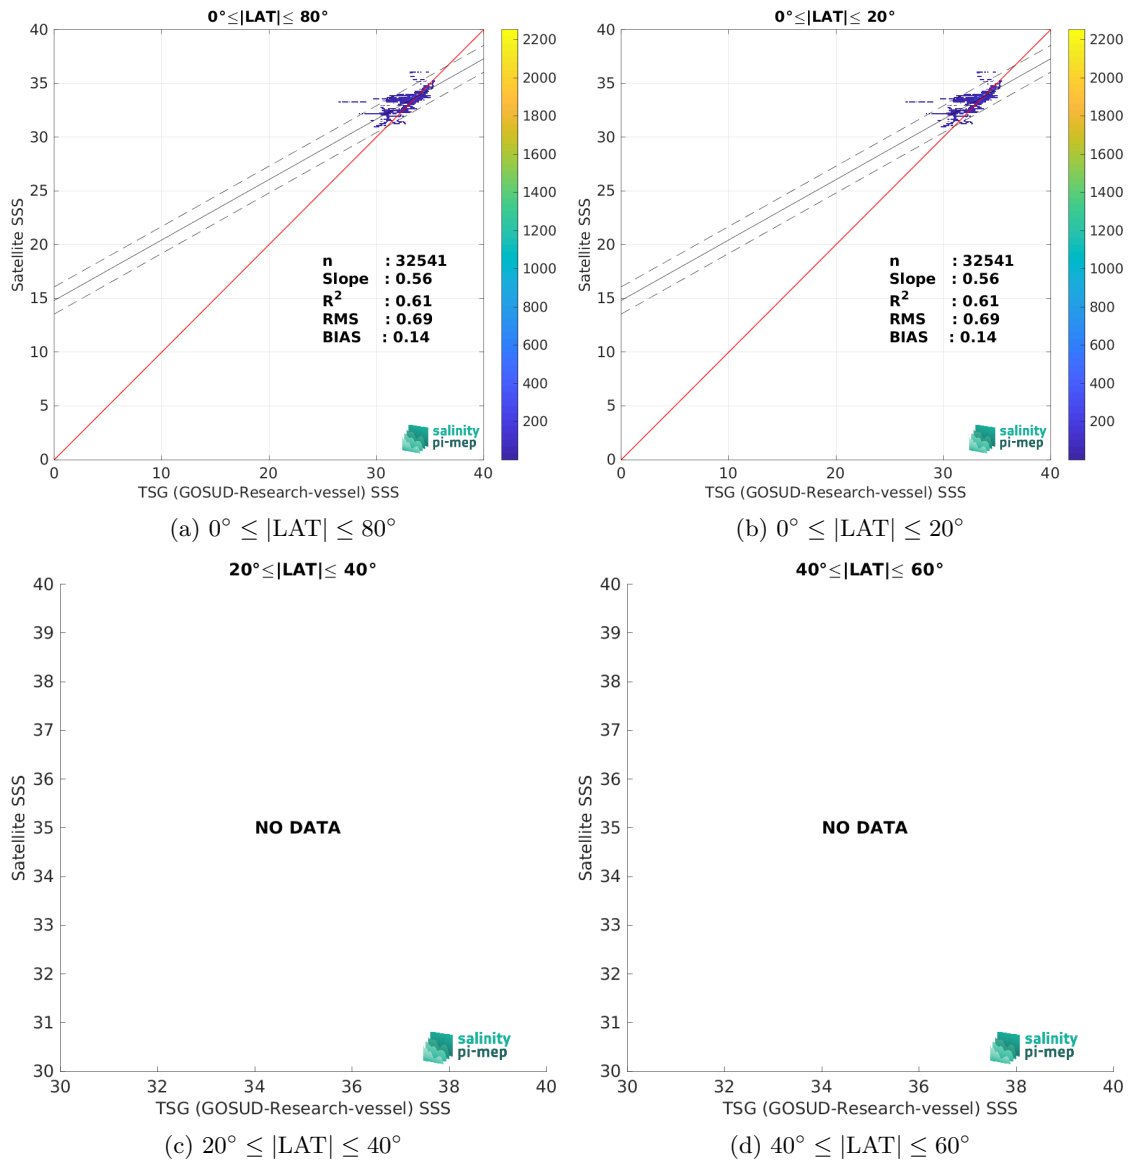 0°≤|LAT|≤ 80°
40
35
30
25
20
15
10
5
0
0 10 20 30 40
Satellite SSS
TSG (GOSUD-Research-vessel) SSS
n : 32541
Slope : 0.56
R² : 0.61
RMS : 0.69
BIAS : 0.14
salinity
pi-mep
2200
2000
1800
1600
1400
1200
1000
800
600
400
200
(a) 0° ≤ |LAT| ≤ 80°
0°≤|LAT|≤ 20°
40
35
30
25
20
15
10
5
0
0 10 20 30 40
Satellite SSS
TSG (GOSUD-Research-vessel) SSS
n : 32541
Slope : 0.56
R² : 0.61
RMS : 0.69
BIAS : 0.14
salinity
pi-mep
2200
2000
1800
1600
1400
1200
1000
800
600
400
200
(b) 0° ≤ |LAT| ≤ 20°
20°≤|LAT|≤ 40°
40
39
38
37
36
35
34
33
32
31
30
30 32 34 36 38 40
Satellite SSS
NO DATA
salinity
pi-mep
TSG (GOSUD-Research-vessel) SSS
(c) 20° ≤ |LAT| ≤ 40°
40°≤|LAT|≤ 60°
40
39
38
37
36
35
34
33
32
31
30
30 32 34 36 38 40
Satellite SSS
NO DATA
salinity
pi-mep
TSG (GOSUD-Research-vessel) SSS
(d) 40° ≤ |LAT| ≤ 60°